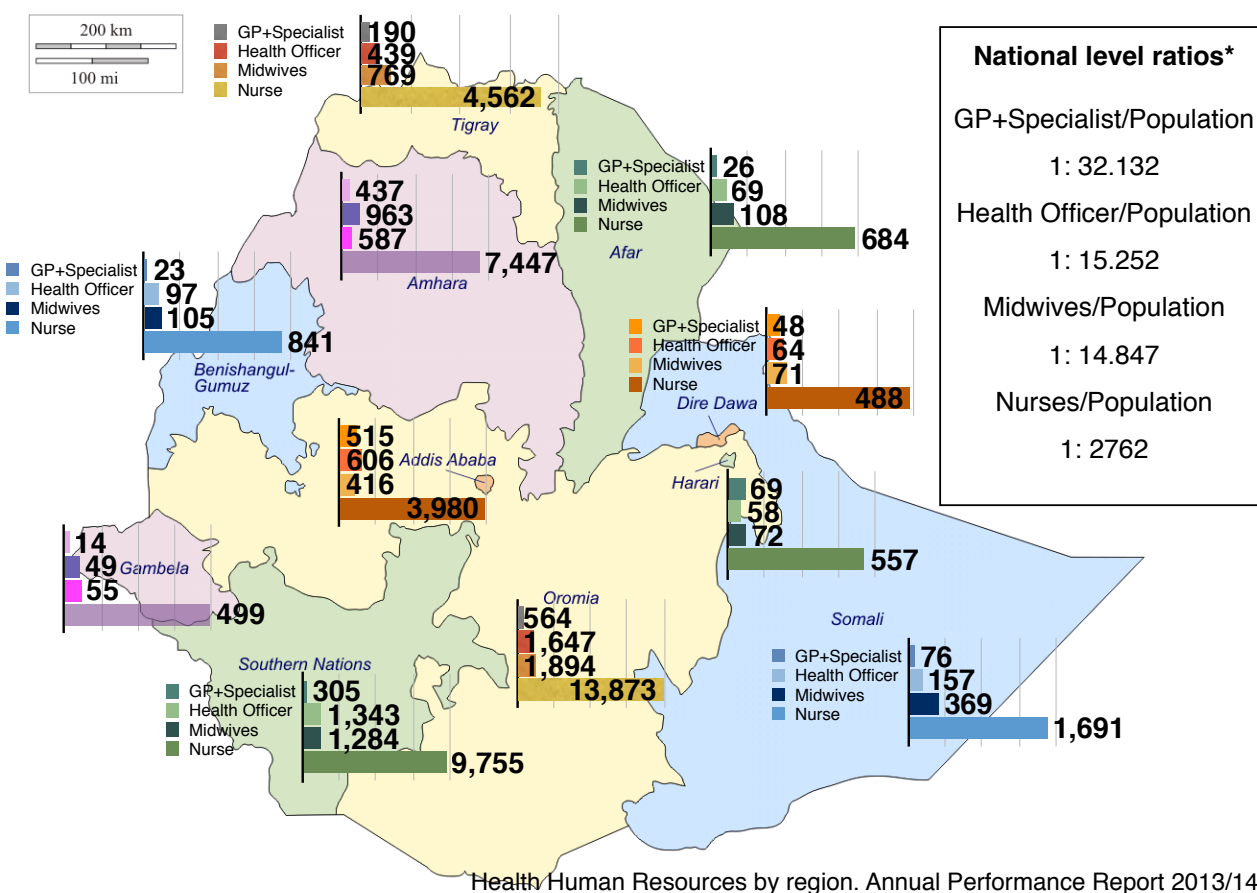 200 km
100 mi
GP+Specialist
Health Officer
Midwives
Nurse
190
439
769
4,562
Tigray
National level ratios*
GP+Specialist/Population
1: 32.132
Health Officer/Population
1: 15.252
Midwives/Population
1: 14.847
Nurses/Population
1: 2762
437
963
587
7,447
Amhara
GP+Specialist
Health Officer
Midwives
Nurse
26
69
108
684
Afar
GP+Specialist
Health Officer
Midwives
Nurse
23
97
105
841
Benishangul-
Gumuz
GP+Specialist
Health Officer
Midwives
Nurse
48
64
71
488
Dire Dawa
515
606
416
3,980
Addis Ababa
Harari
69
58
72
557
14
49
55
499
Gambela
Oromia
564
1,647
1,894
13,873
Somali
GP+Specialist
Health Officer
Midwives
Nurse
76
157
369
1,691
Southern Nations
GP+Specialist
Health Officer
Midwives
Nurse
305
1,343
1,284
9,755
Health Human Resources by region. Annual Performance Report 2013/14